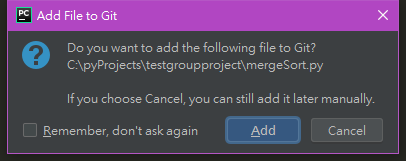 PC
Add File to Git
Do you want to add the following file to Git?
C:\pyProjects\testgroupproject\mergeSort.py
If you choose Cancel, you can still add it later manually.
Remember, don't ask again
Add
Cancel